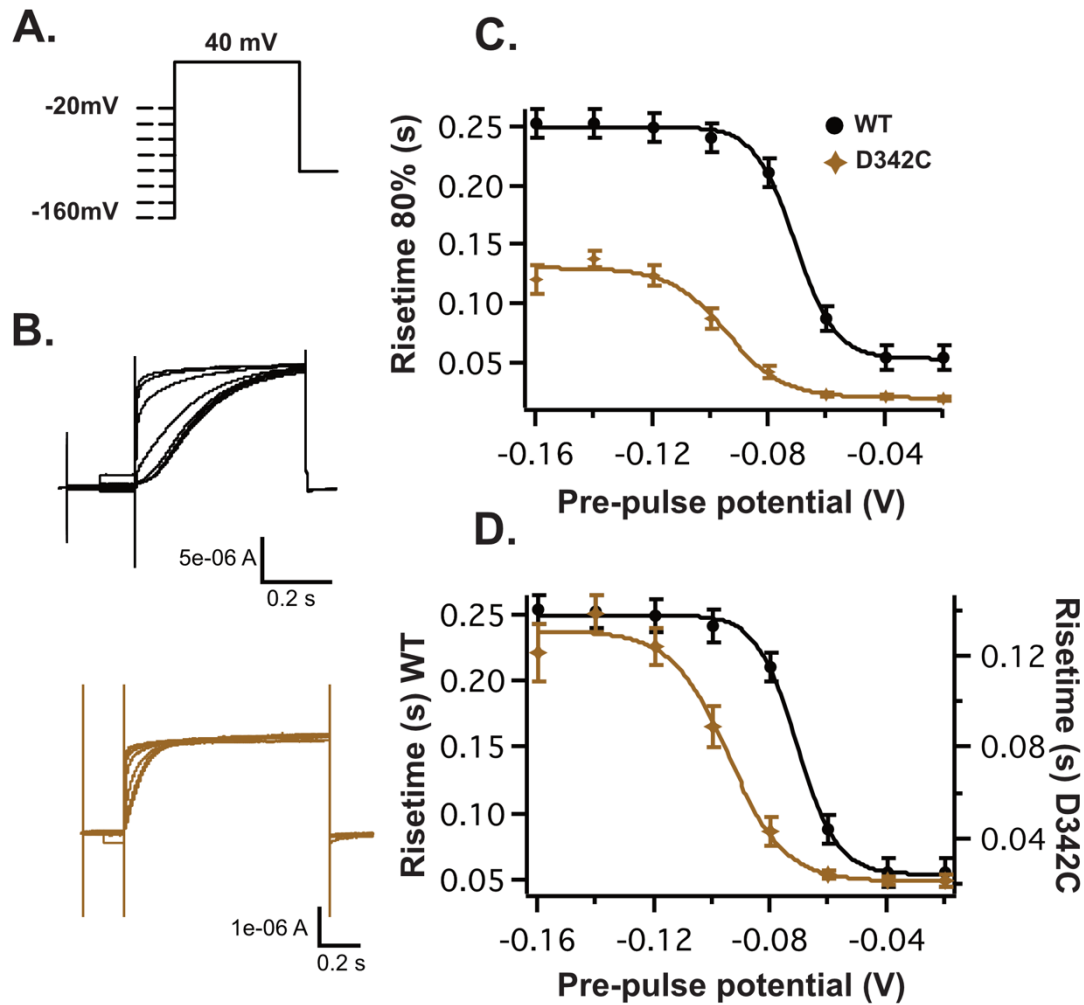 A.
40 mV
-20mV
-160mV
B.
5e-06 A
0.2 s
1e-06 A
0.2 s
C.
Risetime 80% (s)
0.25
0.20
0.15
0.10
0.05
WT
D342C
-0.16 -0.12 -0.08 -0.04
Pre-pulse potential (V)
D.
Risetime (s) WT
0.25
0.20
0.15
0.10
0.05
0.12
0.08
0.04
Risetime (s) D342C
-0.16 -0.12 -0.08 -0.04
Pre-pulse potential (V)